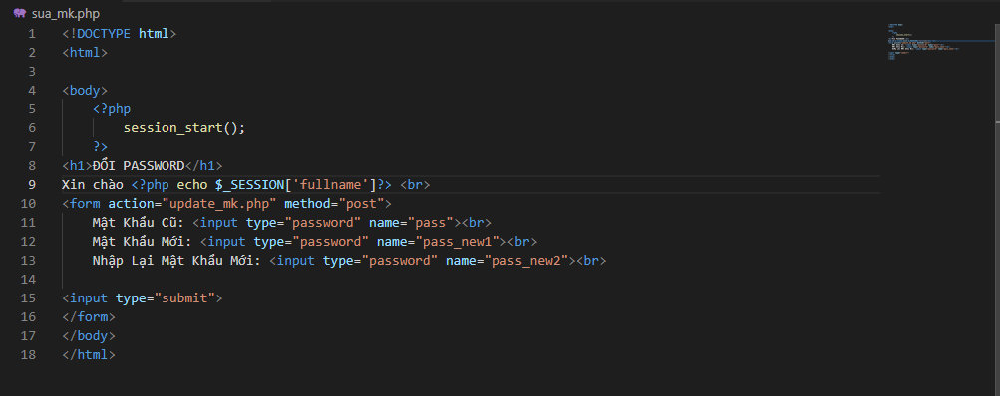 sua_mk.php
1 <!DOCTYPE html>
2 <html>
3
4 <body>
5 <?php
6 session_start();
7 ?>
8 <h1>ĐỔI PASSWORD</h1>
9 Xin chào <?php echo $_SESSION['fullname']?> <br>
10 <form action="update_mk.php" method="post">
11 Mật Khẩu Cũ: <input type="password" name="pass"><br>
12 Mật Khẩu Mới: <input type="password" name="pass_new1"><br>
13 Nhập Lại Mật Khẩu Mới: <input type="password" name="pass_new2"><br>
14
15 <input type="submit">
16 </form>
17 </body>
18 </html>